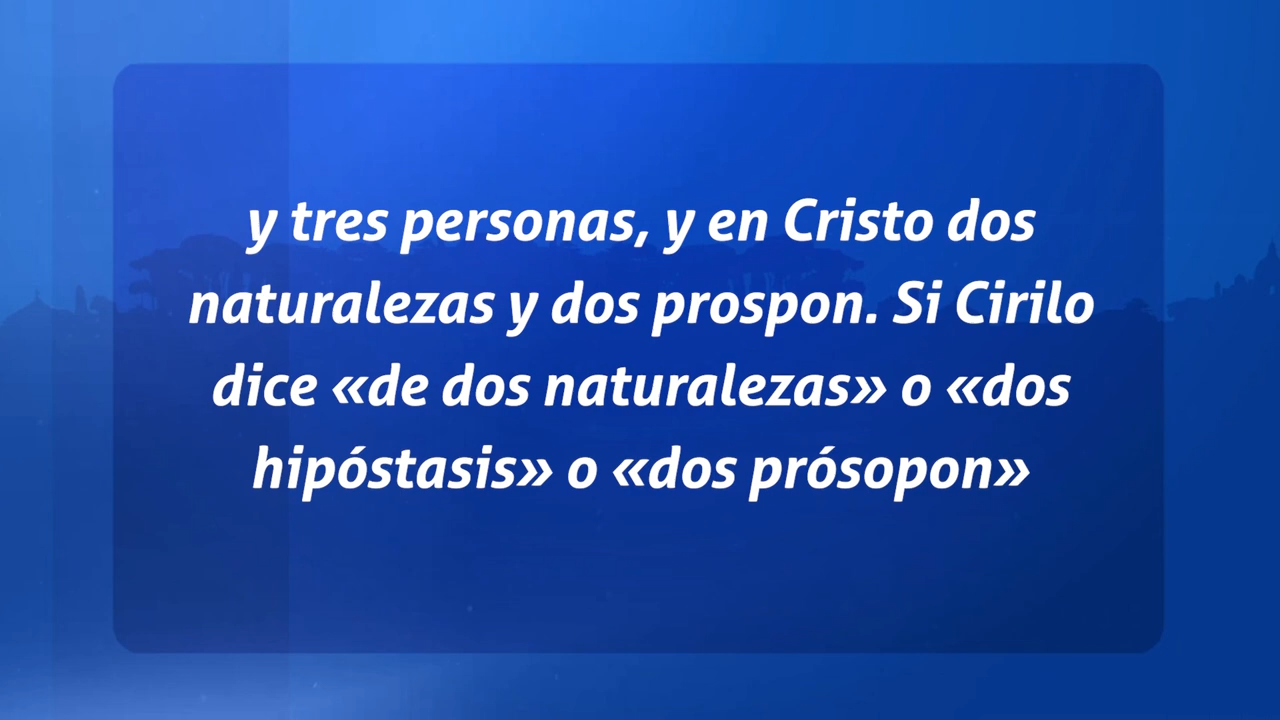 y tres personas, y en Cristo dos
naturalezas y dos prospon. Si Cirilo
dice «de dos naturalezas» o «dos
hipóstasis» o «dos prósopon»